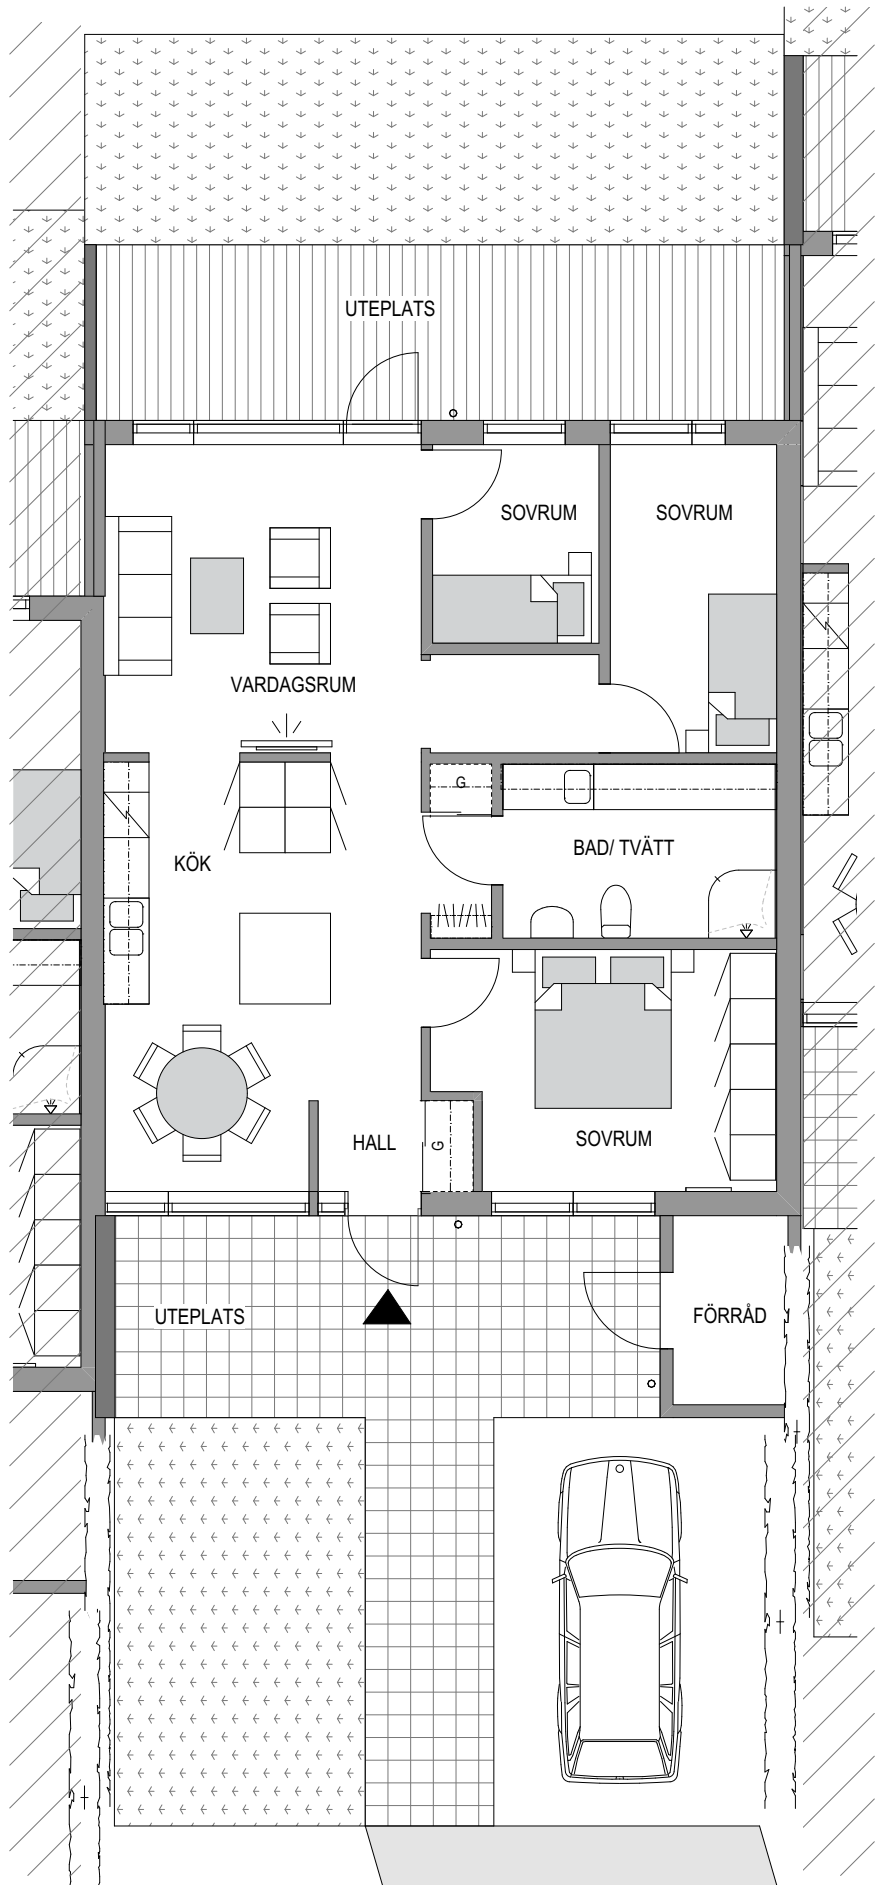 UTEPLATS
SOVRUM
SOVRUM
VARDAGSRUM
G
BAD/ TVÄTT
KÖK
HALL
G
SOVRUM
UTEPLATS
FÖRRÅD